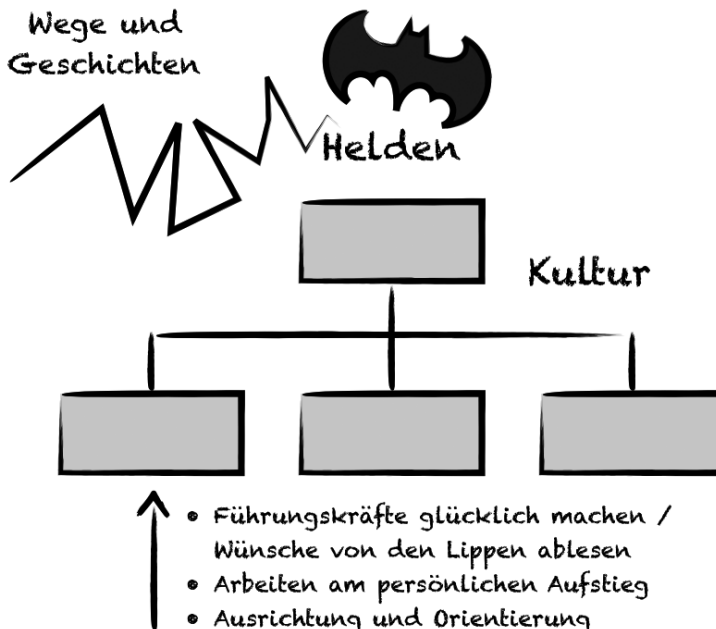 Wege und
Geschichten
Helden
Kultur
• Führungskräfte glücklich machen /
Wünsche von den Lippen ablesen
• Arbeiten am persönlichen Aufstieg
• Ausrichtung und Orientierung